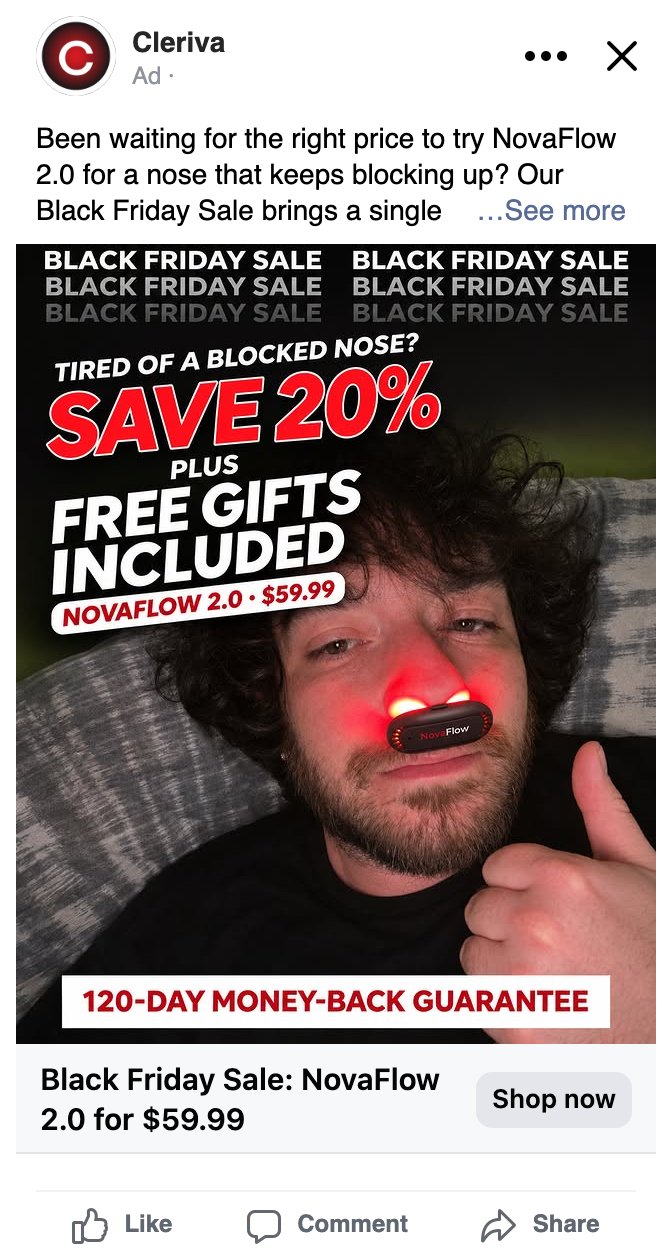 Cleriva
Ad ·
Been waiting for the right price to try NovaFlow
2.0 for a nose that keeps blocking up? Our
Black Friday Sale brings a single ...See more
BLACK FRIDAY SALE BLACK FRIDAY SALE
BLACK FRIDAY SALE BLACK FRIDAY SALE
BLACK FRIDAY SALE BLACK FRIDAY SALE
TIRED OF A BLOCKED NOSE?
SAVE 20%
PLUS
FREE GIFTS
INCLUDED
NOVAFLOW 2.0 · $59.99
NovaFlow
120-DAY MONEY-BACK GUARANTEE
Black Friday Sale: NovaFlow
2.0 for $59.99
Shop now
Like Comment Share